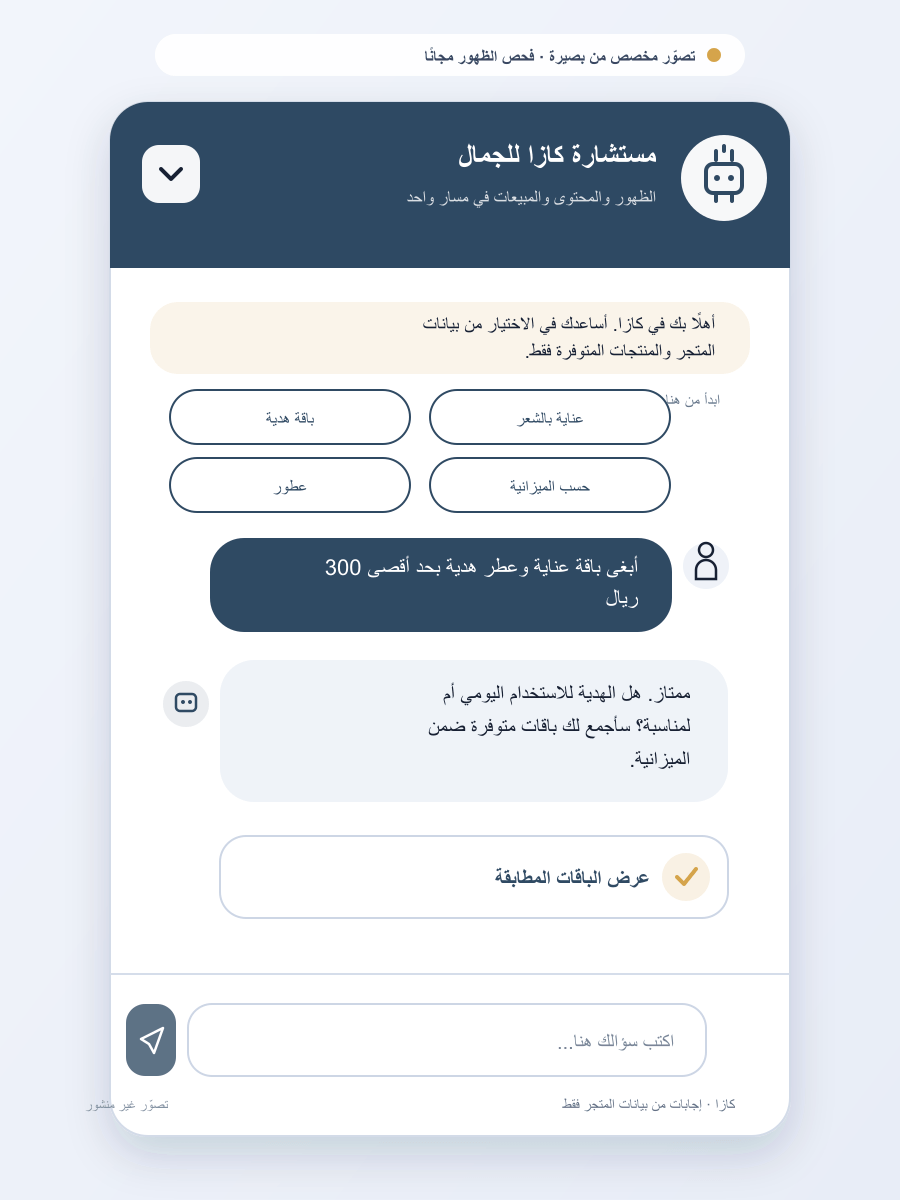 تصوّر مخصص من بصيرة · فحص الظهور مجانًا
مستشارة كازا للجمال
الظهور والمحتوى والمبيعات في مسار واحد
أهلًا بك في كازا. أساعدك في الاختيار من بيانات
المتجر والمنتجات المتوفرة فقط.
ابدأ من هنا
عناية بالشعر
باقة هدية
حسب الميزانية
عطور
أبغى باقة عناية وعطر هدية بحد أقصى 300
ريال
ممتاز. هل الهدية للاستخدام اليومي أم
لمناسبة؟ سأجمع لك باقات متوفرة ضمن
الميزانية.
عرض الباقات المطابقة
اكتب سؤالك هنا...
كازا · إجابات من بيانات المتجر فقط
تصوّر غير منشور